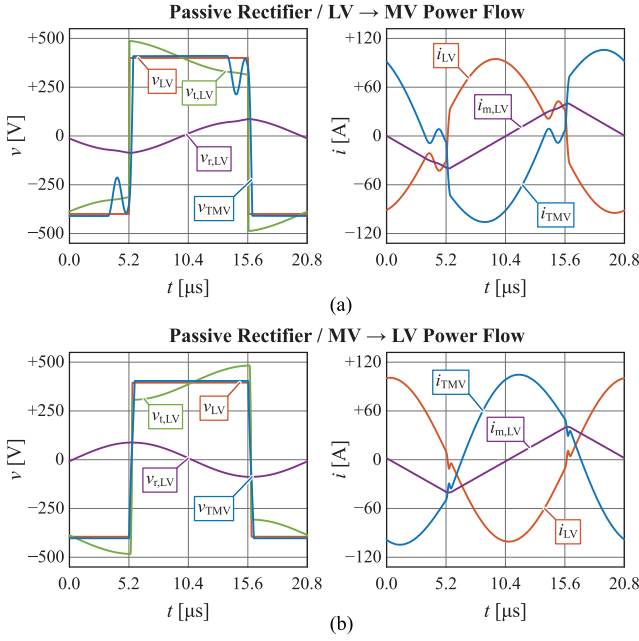 Passive Rectifier / LV → MV Power Flow
+500
+250
0
−250
−500
v [V]
v_LV
v_t,LV
v_r,LV
v_TMV
0.0 5.2 10.4 15.6 20.8
t [μs]
+120
+60
0
−60
−120
i [A]
i_LV
i_m,LV
i_TMV
0.0 5.2 10.4 15.6 20.8
t [μs]
(a)
Passive Rectifier / MV → LV Power Flow
+500
+250
0
−250
−500
v [V]
v_t,LV
v_LV
v_r,LV
v_TMV
0.0 5.2 10.4 15.6 20.8
t [μs]
+120
+60
0
−60
−120
i [A]
i_TMV
i_m,LV
i_LV
0.0 5.2 10.4 15.6 20.8
t [μs]
(b)